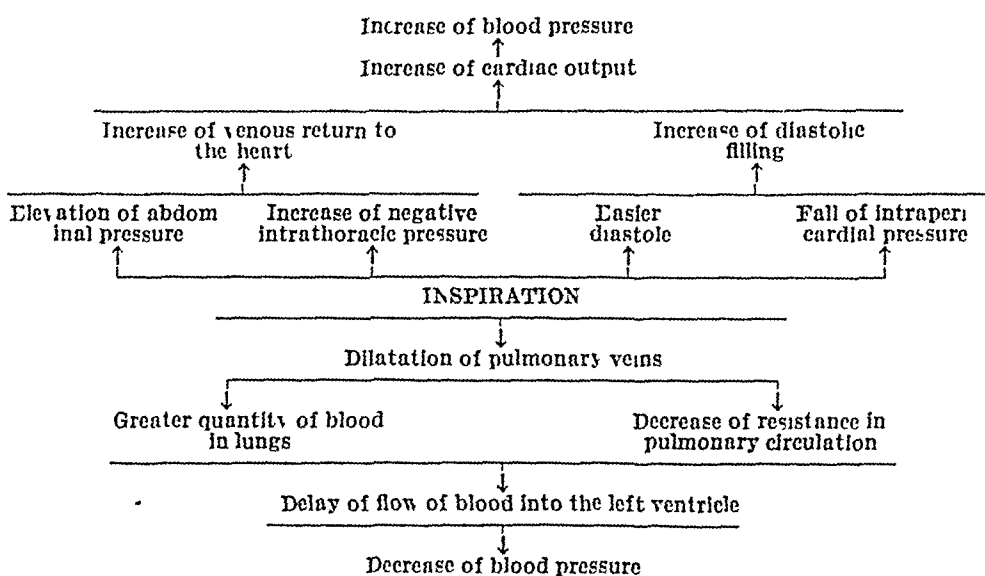 Increase of blood pressure
Increase of cardiac output
Increase of venous return to
the heart
Increase of diastolic
filling
Elevation of abdom
inal pressure
Increase of negative
intrathoracic pressure
Easier
diastole
Fall of intraperi
cardial pressure
INSPIRATION
Dilatation of pulmonary veins
Greater quantity of blood
in lungs
Decrease of resistance in
pulmonary circulation
Delay of flow of blood into the left ventricle
Decrease of blood pressure